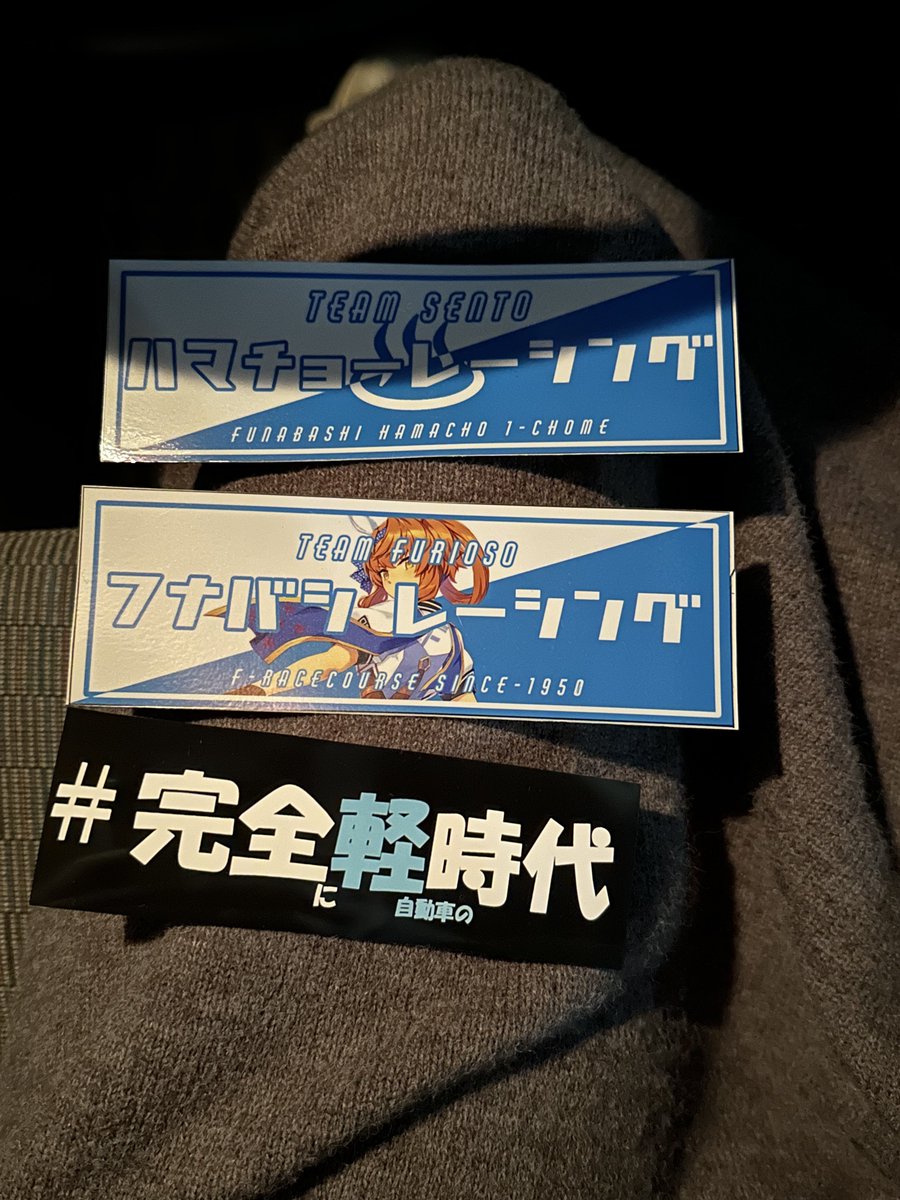 TEAM SENTO
ハマチョーレーシング
FUNABASHI HAMACHO 1-CHOME
TEAM FURIOSO
フナバシレーシング
F-RACECOURSE SINCE-1950
#完全に軽自動車の時代